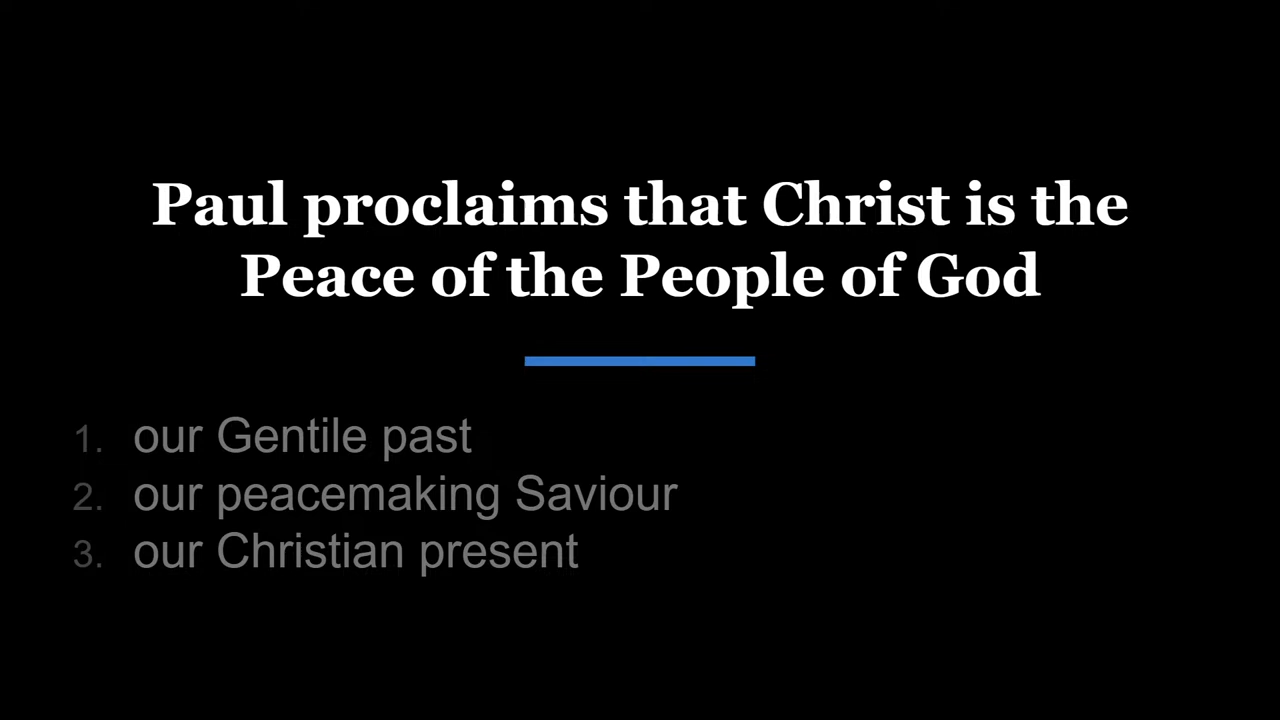 Paul proclaims that Christ is the
Peace of the People of God
1. our Gentile past
2. our peacemaking Saviour
3. our Christian present